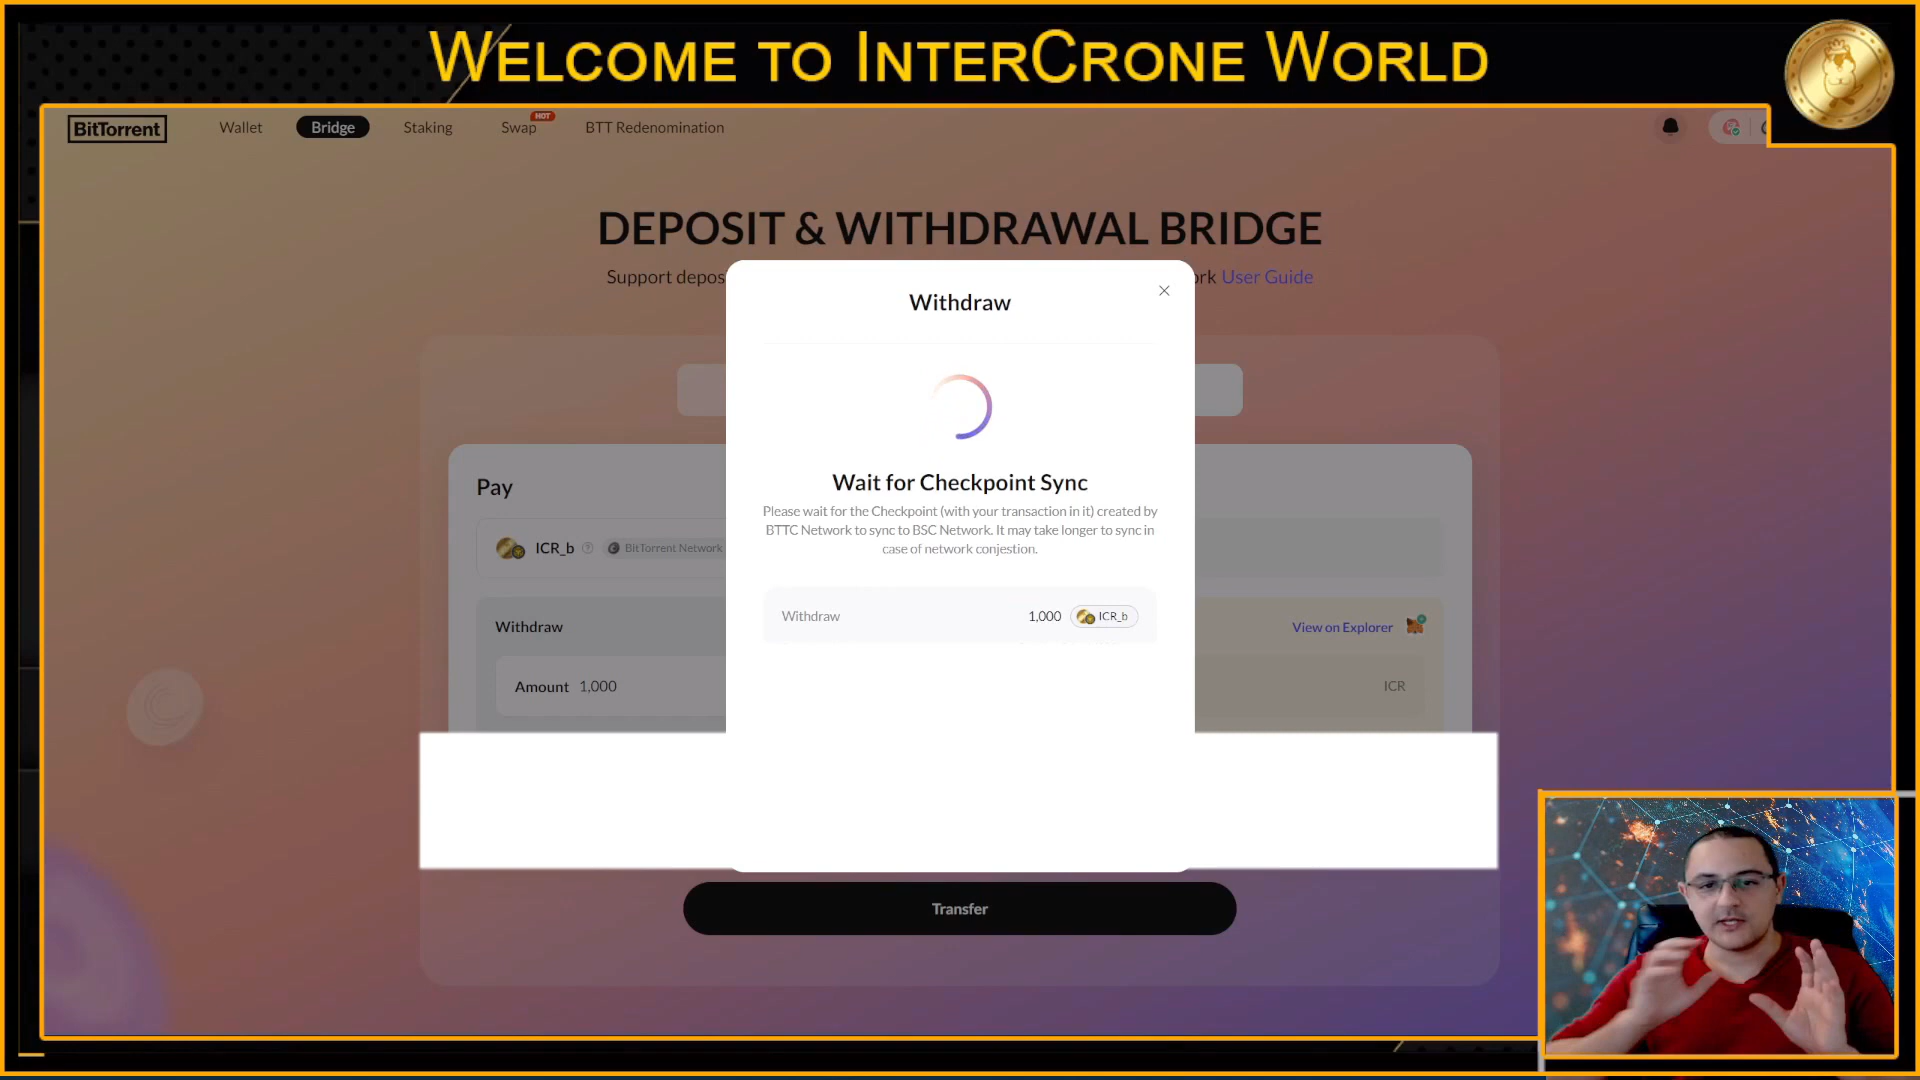 WELCOME TO INTERCRONE WORLD
BitTorrent
Wallet
Bridge
Staking
Swap
HOT
BTT Redenomination
DEPOSIT & WITHDRAWAL BRIDGE
Support depos
rk User Guide
Withdraw
Wait for Checkpoint Sync
Please wait for the Checkpoint (with your transaction in it) created by
BTTC Network to sync to BSC Network. It may take longer to sync in
case of network conjestion.
Withdraw
1,000
ICR_b
Pay
ICR_b
BitTorrent Network
Withdraw
View on Explorer
Amount 1,000
ICR
Transfer